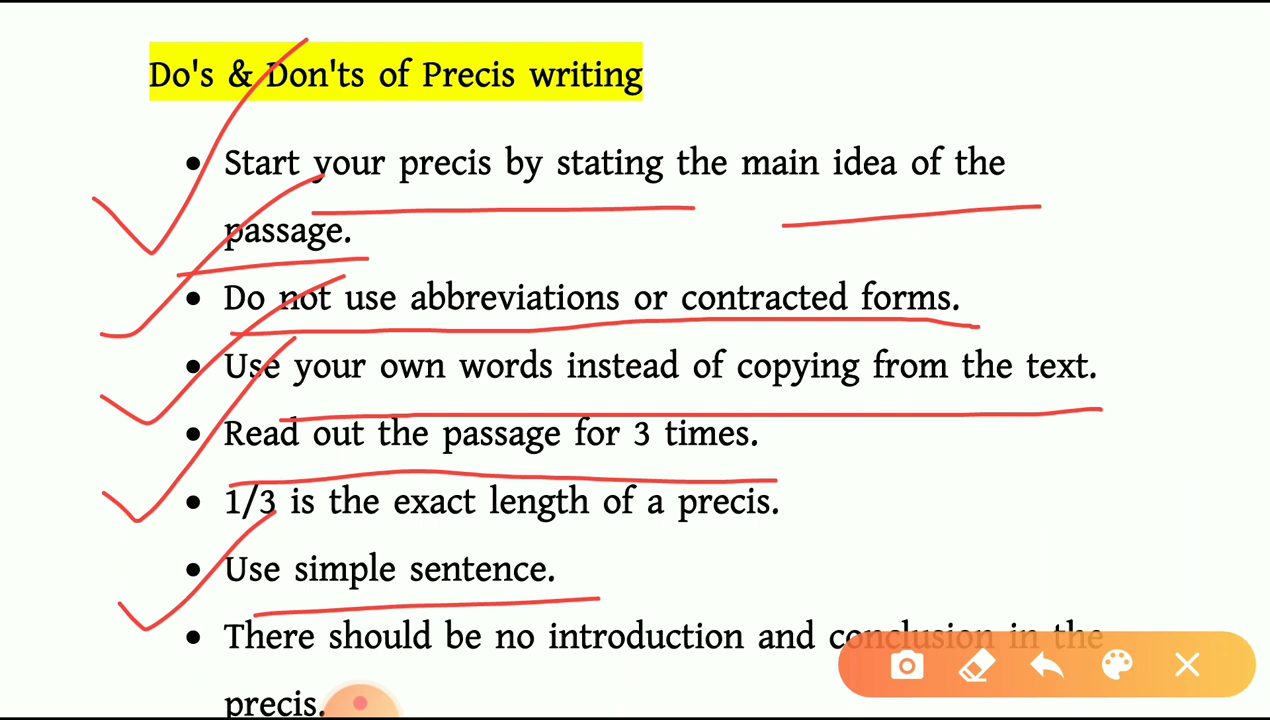 Do's & Don'ts of Precis writing
• Start your precis by stating the main idea of the
passage.
• Do not use abbreviations or contracted forms.
• Use your own words instead of copying from the text.
• Read out the passage for 3 times.
• 1/3 is the exact length of a precis.
• Use simple sentence.
• There should be no introduction and conclusion in the
precis.